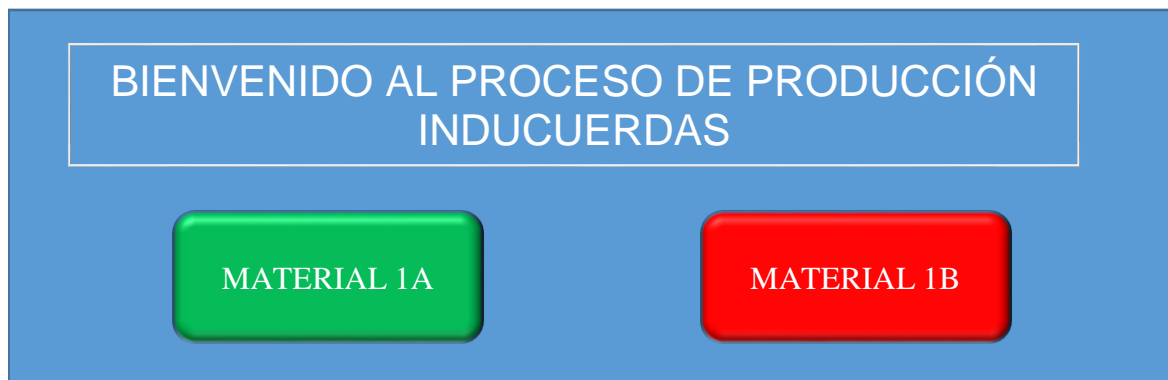 BIENVENIDO AL PROCESO DE PRODUCCIÓN
INDUCUERDAS
MATERIAL 1A
MATERIAL 1B